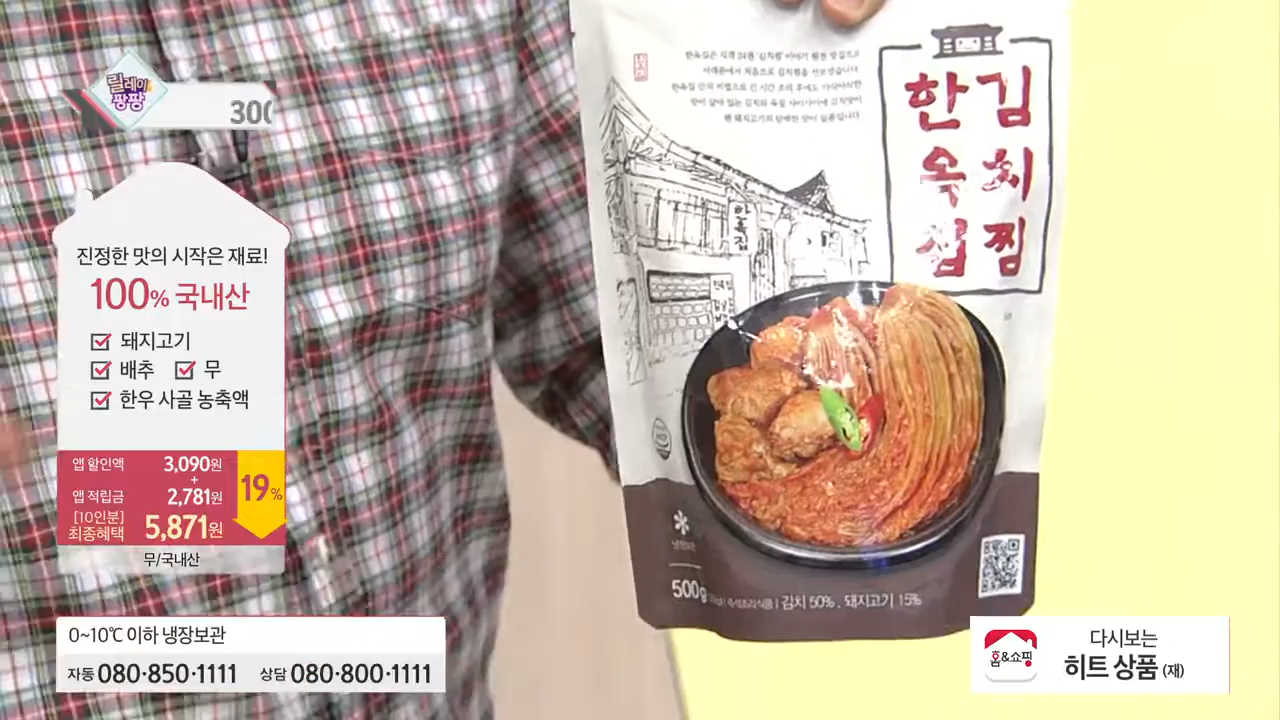 릴레이
팡팡
300
진정한 맛의 시작은 재료!
100% 국내산
돼지고기
배추 무
한우 사골 농축액
앱 할인액 3,090원
+
앱 적립금 2,781원
[10인분]
최종혜택 5,871원
19%
무/국내산
0~10℃ 이하 냉장보관
자동 080·850·1111 상담 080·800·1111
김치찜
한옥집
한옥집
500g
김치 50%, 돼지고기 15%
홈&쇼핑
다시보는
히트 상품 (재)